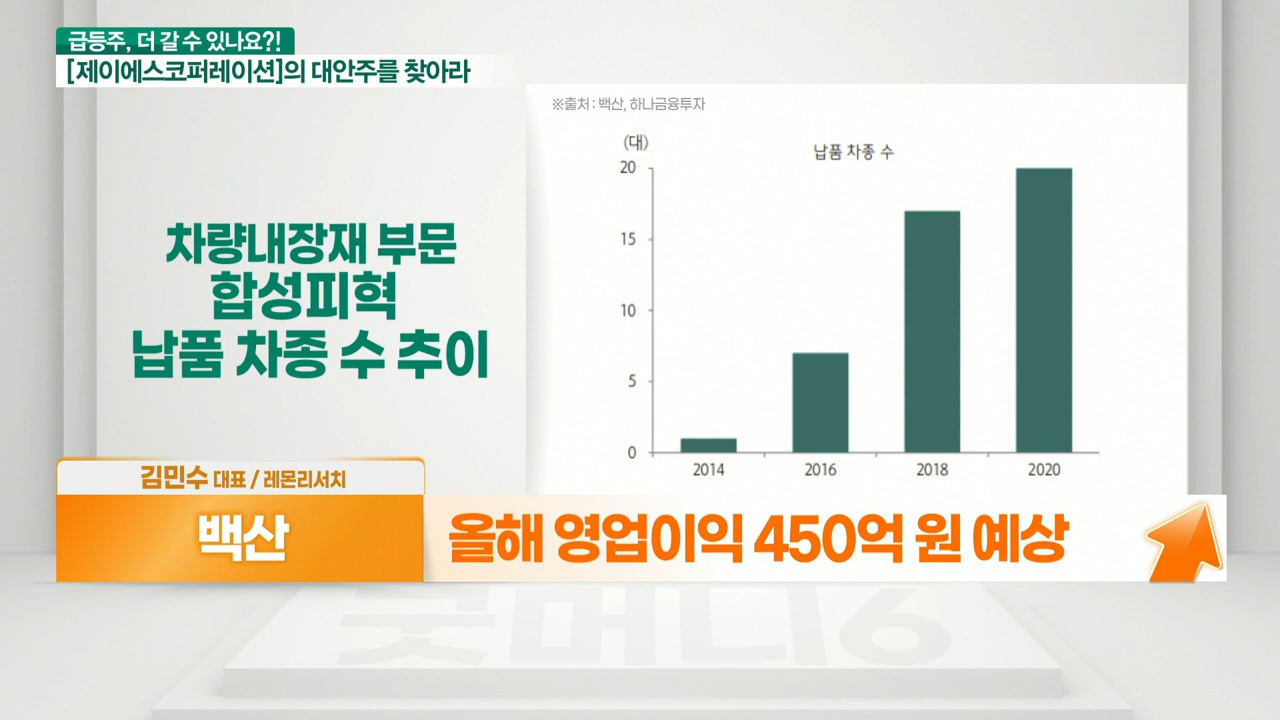 급등주, 더 갈 수 있나요?!
[제이에스코퍼레이션]의 대안주를 찾아라
※출처 : 백산, 하나금융투자
(대)
납품 차종 수
20
15
10
5
0
2014
2016
2018
2020
차량내장재 부문
합성피혁
납품 차종 수 추이
김민수 대표 / 레몬리서치
백산
올해 영업이익 450억 원 예상
굿머니6